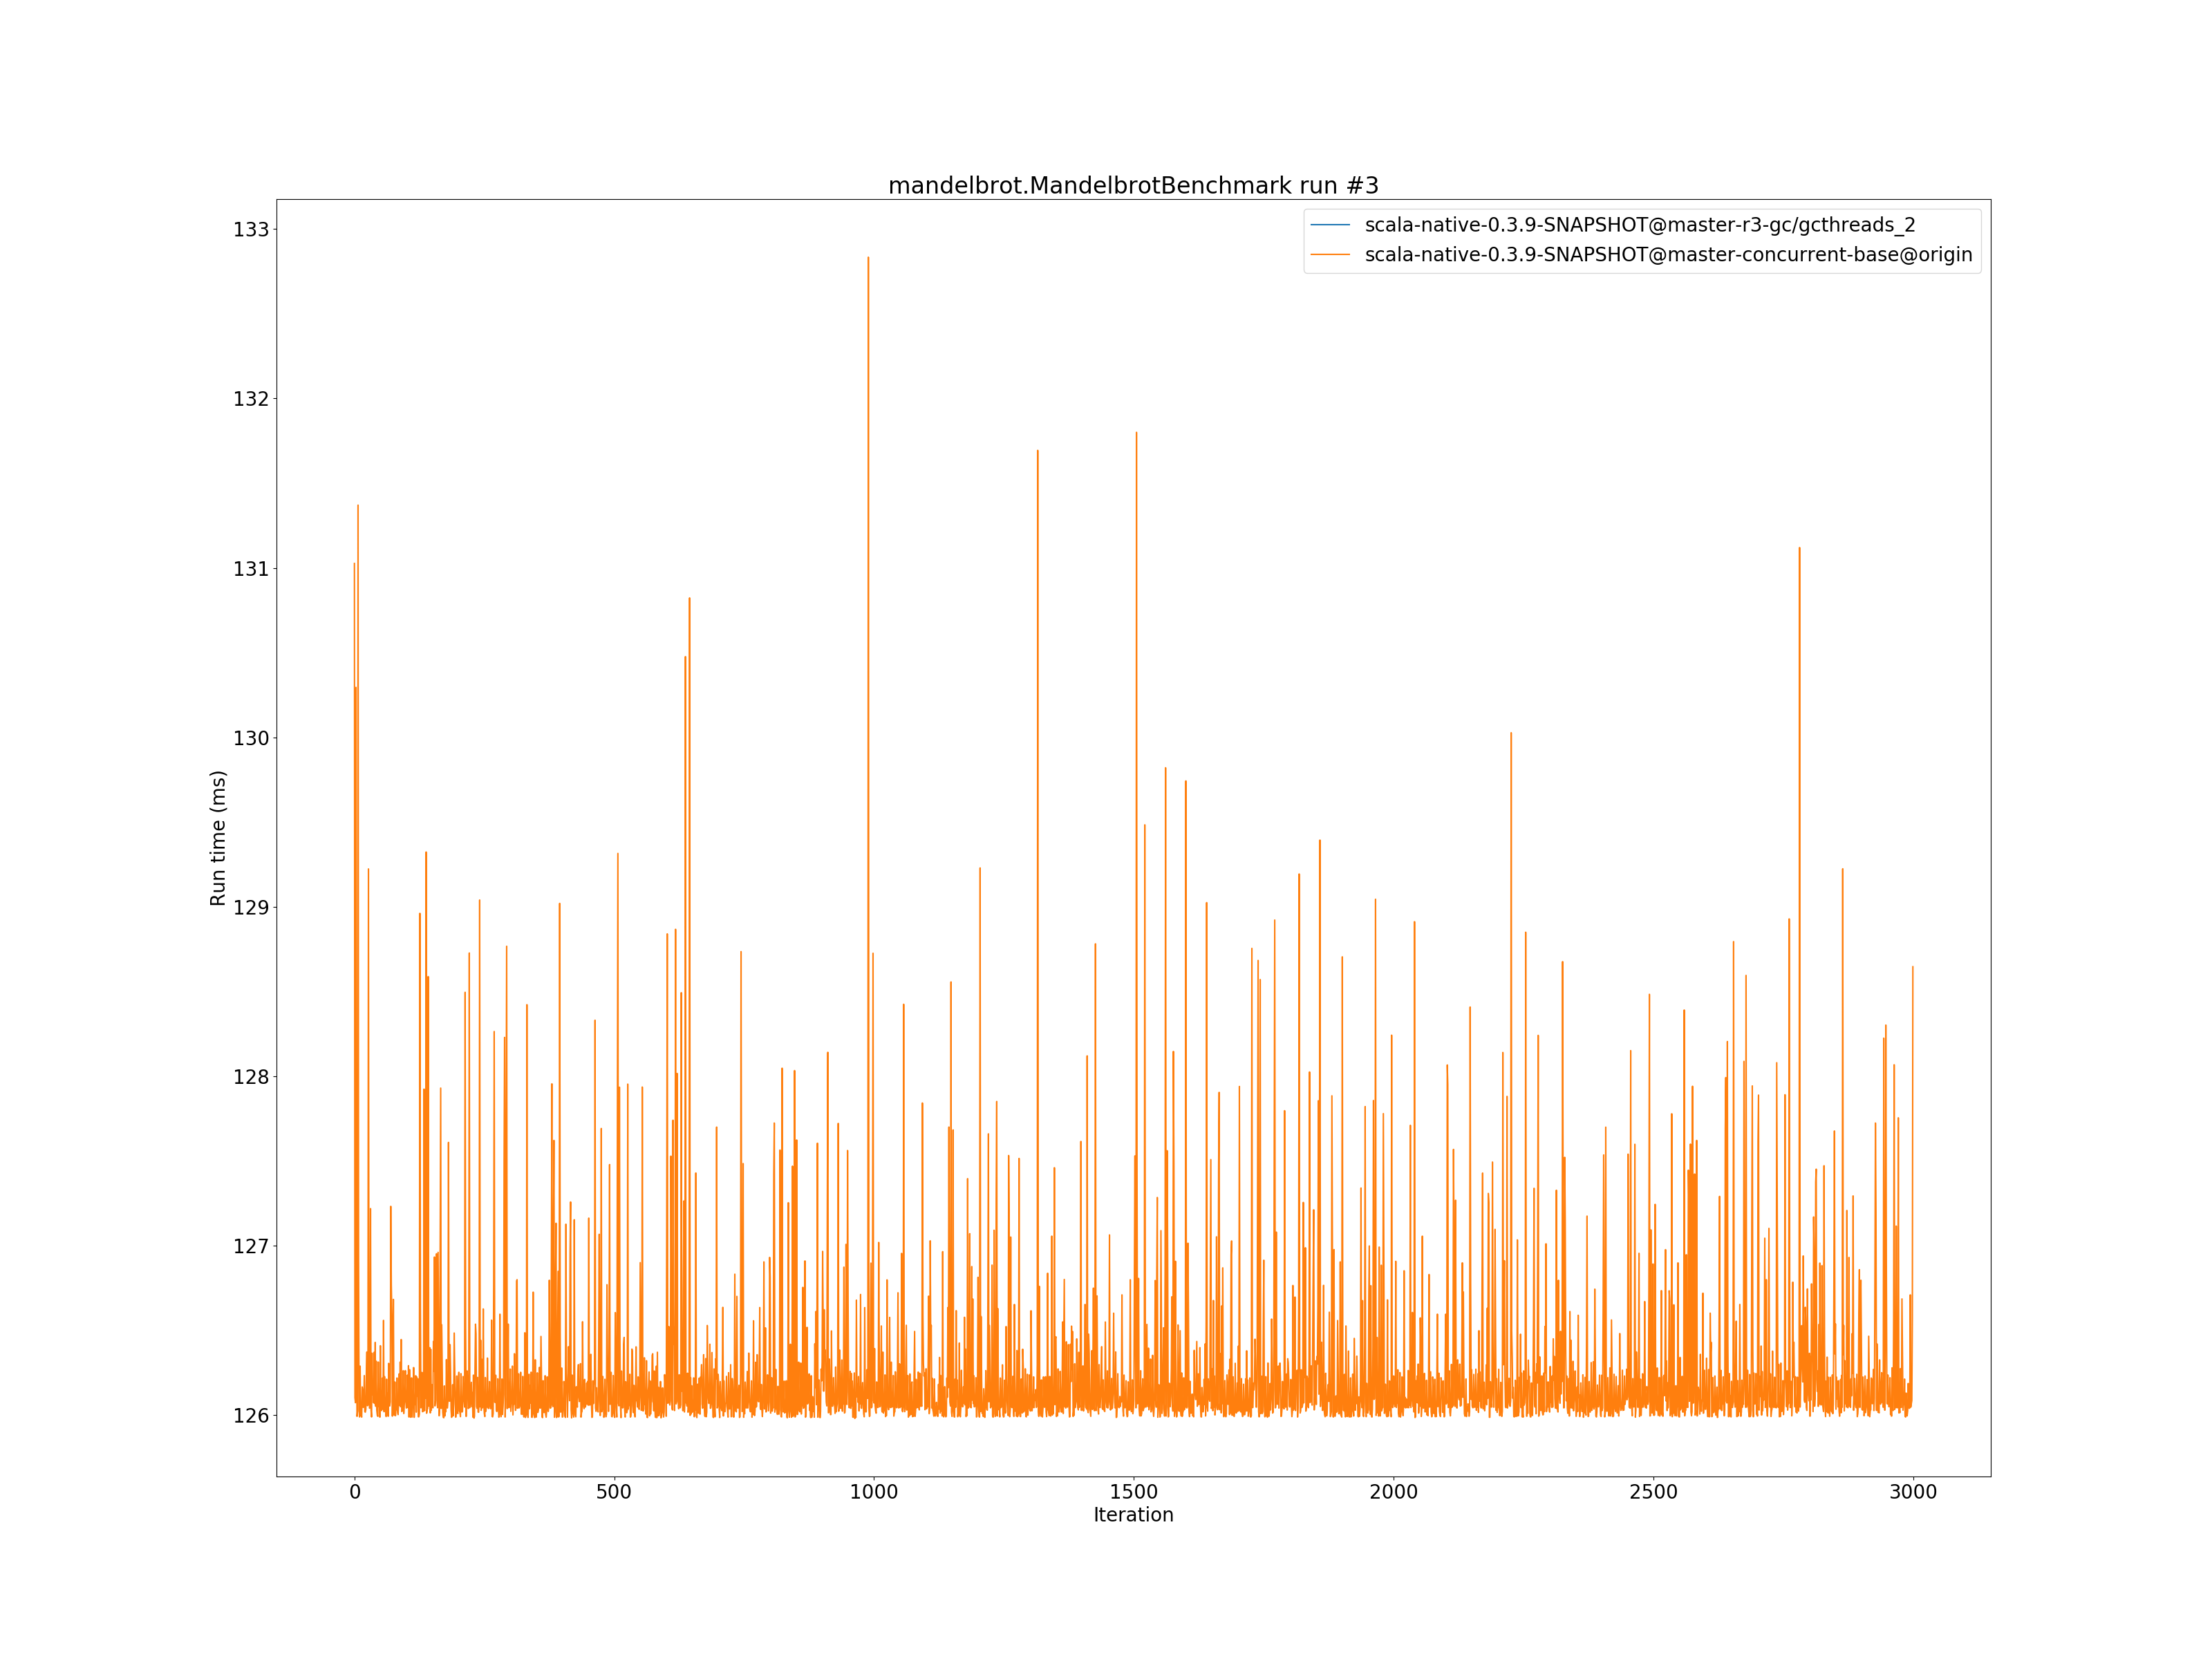 mandelbrot.MandelbrotBenchmark run #3
scala-native-0.3.9-SNAPSHOT@master-r3-gc/gcthreads_2
scala-native-0.3.9-SNAPSHOT@master-concurrent-base@origin
133
132
131
130
129
128
127
126
Run time (ms)
0 500 1000 1500 2000 2500 3000
Iteration